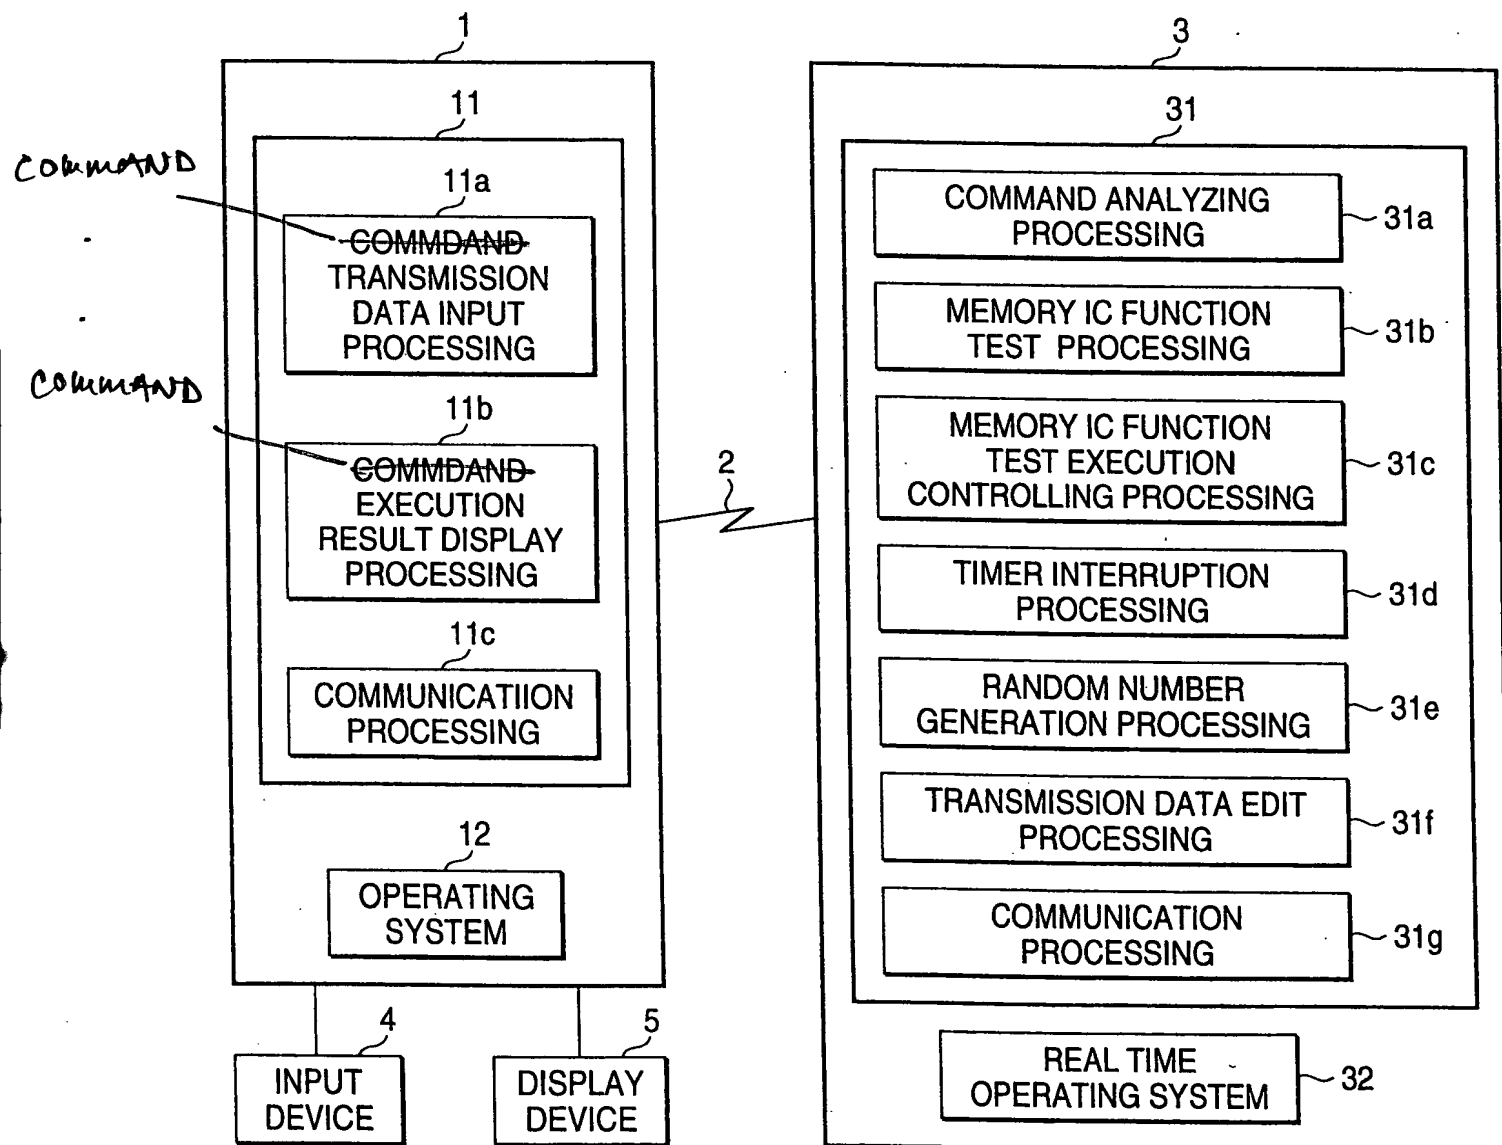 1
11
COMMAND
11a
COMMDAND
TRANSMISSION
DATA INPUT
PROCESSING
COMMAND
11b
COMMDAND
EXECUTION
RESULT DISPLAY
PROCESSING
11c
COMMUNICATIION
PROCESSING
12
OPERATING
SYSTEM
4
INPUT
DEVICE
5
DISPLAY
DEVICE
2
3
31
COMMAND ANALYZING
PROCESSING
31a
MEMORY IC FUNCTION
TEST PROCESSING
31b
MEMORY IC FUNCTION
TEST EXECUTION
CONTROLLING PROCESSING
31c
TIMER INTERRUPTION
PROCESSING
31d
RANDOM NUMBER
GENERATION PROCESSING
31e
TRANSMISSION DATA EDIT
PROCESSING
31f
COMMUNICATION
PROCESSING
31g
REAL TIME
OPERATING SYSTEM
32